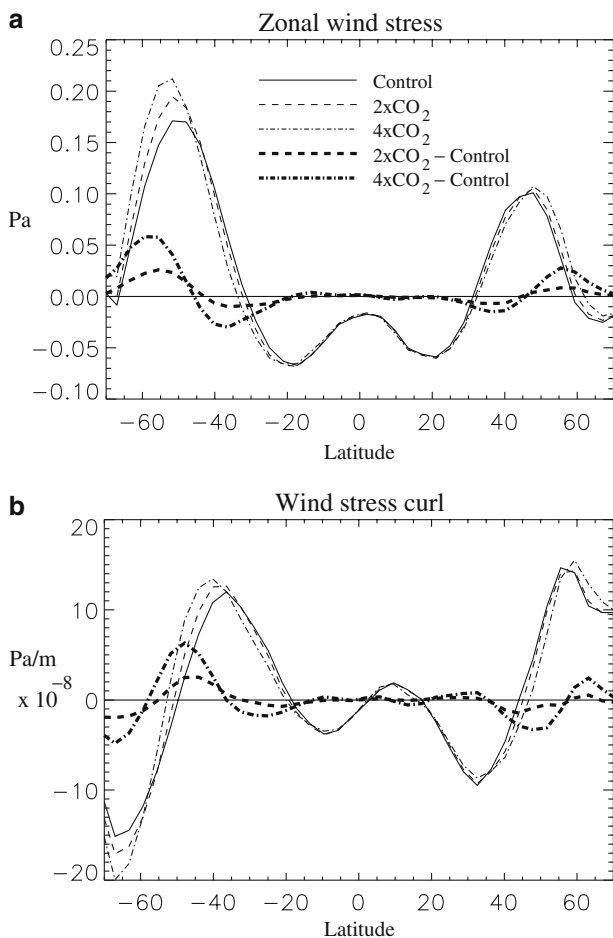 a
Zonal wind stress
0.25
0.20
0.15
0.10
0.05
0.00
−0.05
−0.10
Pa
Control
2xCO₂
4xCO₂
2xCO₂ – Control
4xCO₂ – Control
−60 −40 −20 0 20 40 60
Latitude
b
Wind stress curl
20
10
0
−10
−20
Pa/m
x 10⁻⁸
−60 −40 −20 0 20 40 60
Latitude